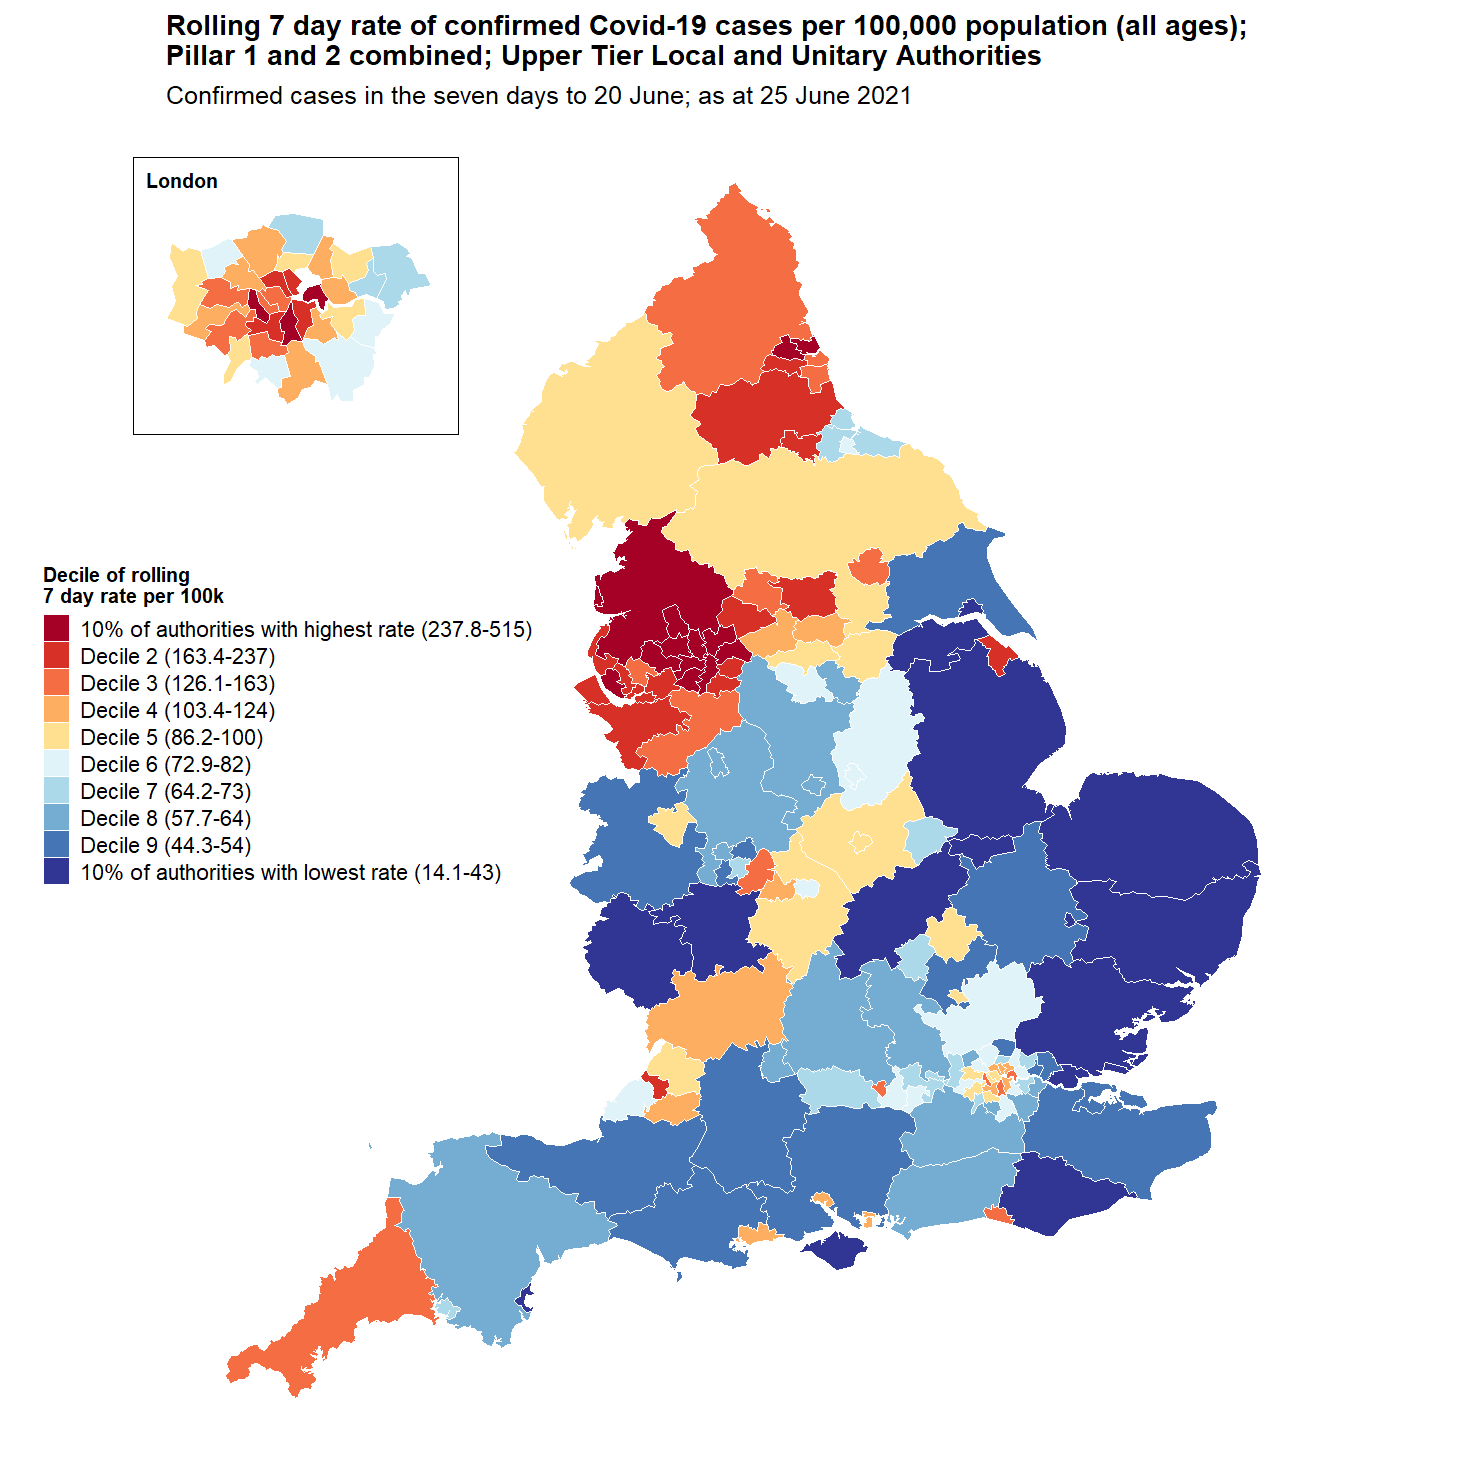 Rolling 7 day rate of confirmed Covid-19 cases per 100,000 population (all ages);
Pillar 1 and 2 combined; Upper Tier Local and Unitary Authorities
Confirmed cases in the seven days to 20 June; as at 25 June 2021
London
Decile of rolling
7 day rate per 100k
10% of authorities with highest rate (237.8-515)
Decile 2 (163.4-237)
Decile 3 (126.1-163)
Decile 4 (103.4-124)
Decile 5 (86.2-100)
Decile 6 (72.9-82)
Decile 7 (64.2-73)
Decile 8 (57.7-64)
Decile 9 (44.3-54)
10% of authorities with lowest rate (14.1-43)